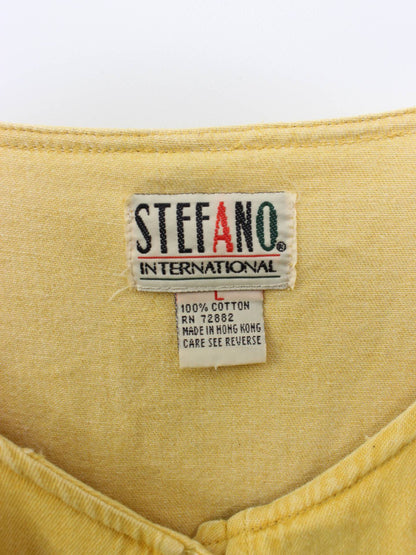 STEFANO®
INTERNATIONAL
L
100% COTTON
RN 72882
MADE IN HONG KONG
CARE SEE REVERSE